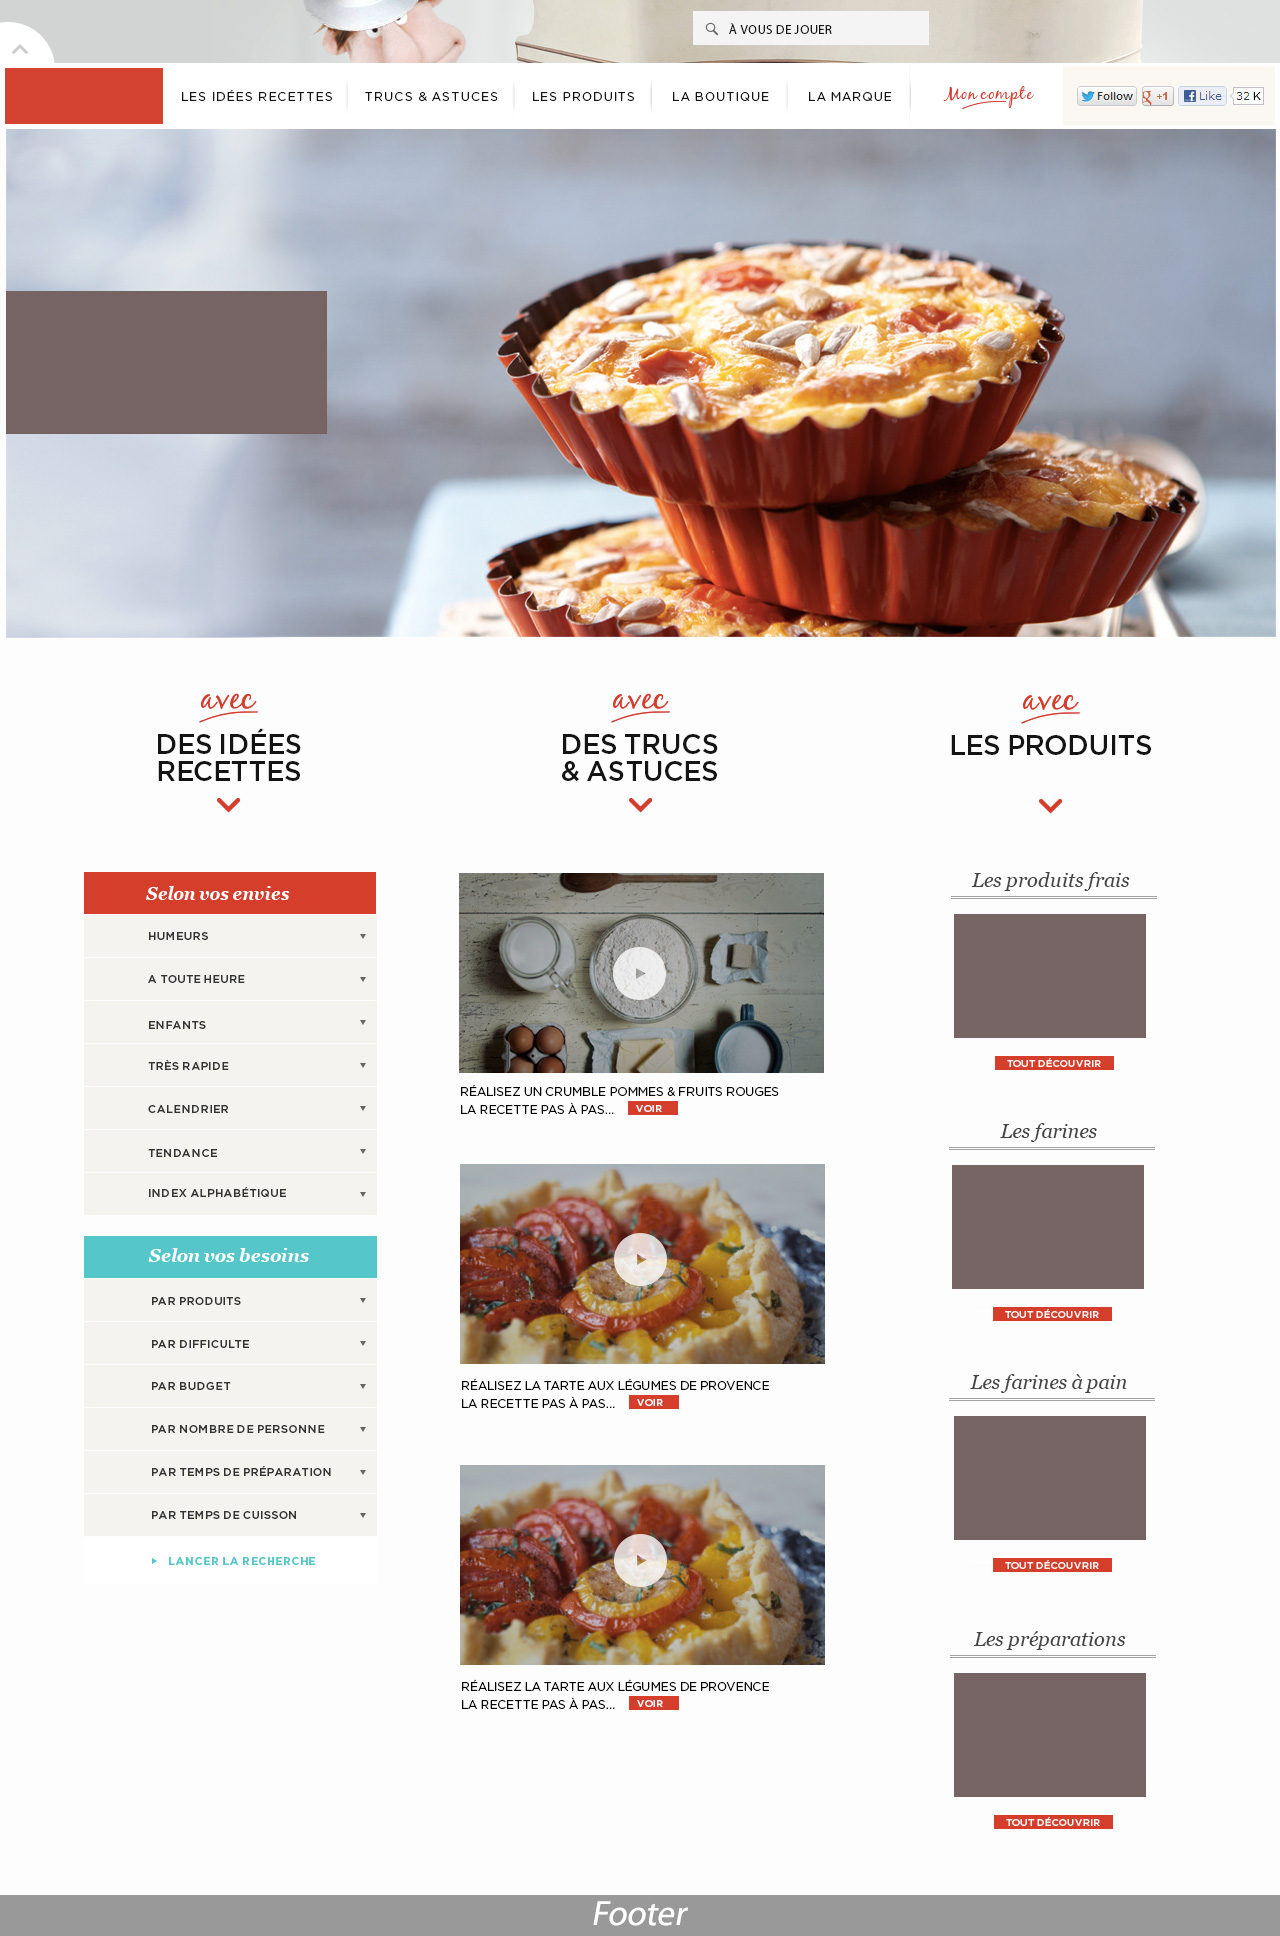 À VOUS DE JOUER
LES IDÉES RECETTES
TRUCS & ASTUCES
LES PRODUITS
LA BOUTIQUE
LA MARQUE
Mon compte
Follow
g +1
Like
32 K
avec
DES IDÉES
RECETTES
avec
DES TRUCS
& ASTUCES
avec
LES PRODUITS
Selon vos envies
HUMEURS
A TOUTE HEURE
ENFANTS
TRÈS RAPIDE
CALENDRIER
TENDANCE
INDEX ALPHABÉTIQUE
Selon vos besoins
PAR PRODUITS
PAR DIFFICULTE
PAR BUDGET
PAR NOMBRE DE PERSONNE
PAR TEMPS DE PRÉPARATION
PAR TEMPS DE CUISSON
LANCER LA RECHERCHE
RÉALISEZ UN CRUMBLE POMMES & FRUITS ROUGES
LA RECETTE PAS À PAS... VOIR
RÉALISEZ LA TARTE AUX LÉGUMES DE PROVENCE
LA RECETTE PAS À PAS... VOIR
RÉALISEZ LA TARTE AUX LÉGUMES DE PROVENCE
LA RECETTE PAS À PAS... VOIR
Les produits frais
TOUT DÉCOUVRIR
Les farines
TOUT DÉCOUVRIR
Les farines à pain
TOUT DÉCOUVRIR
Les préparations
TOUT DÉCOUVRIR
Footer